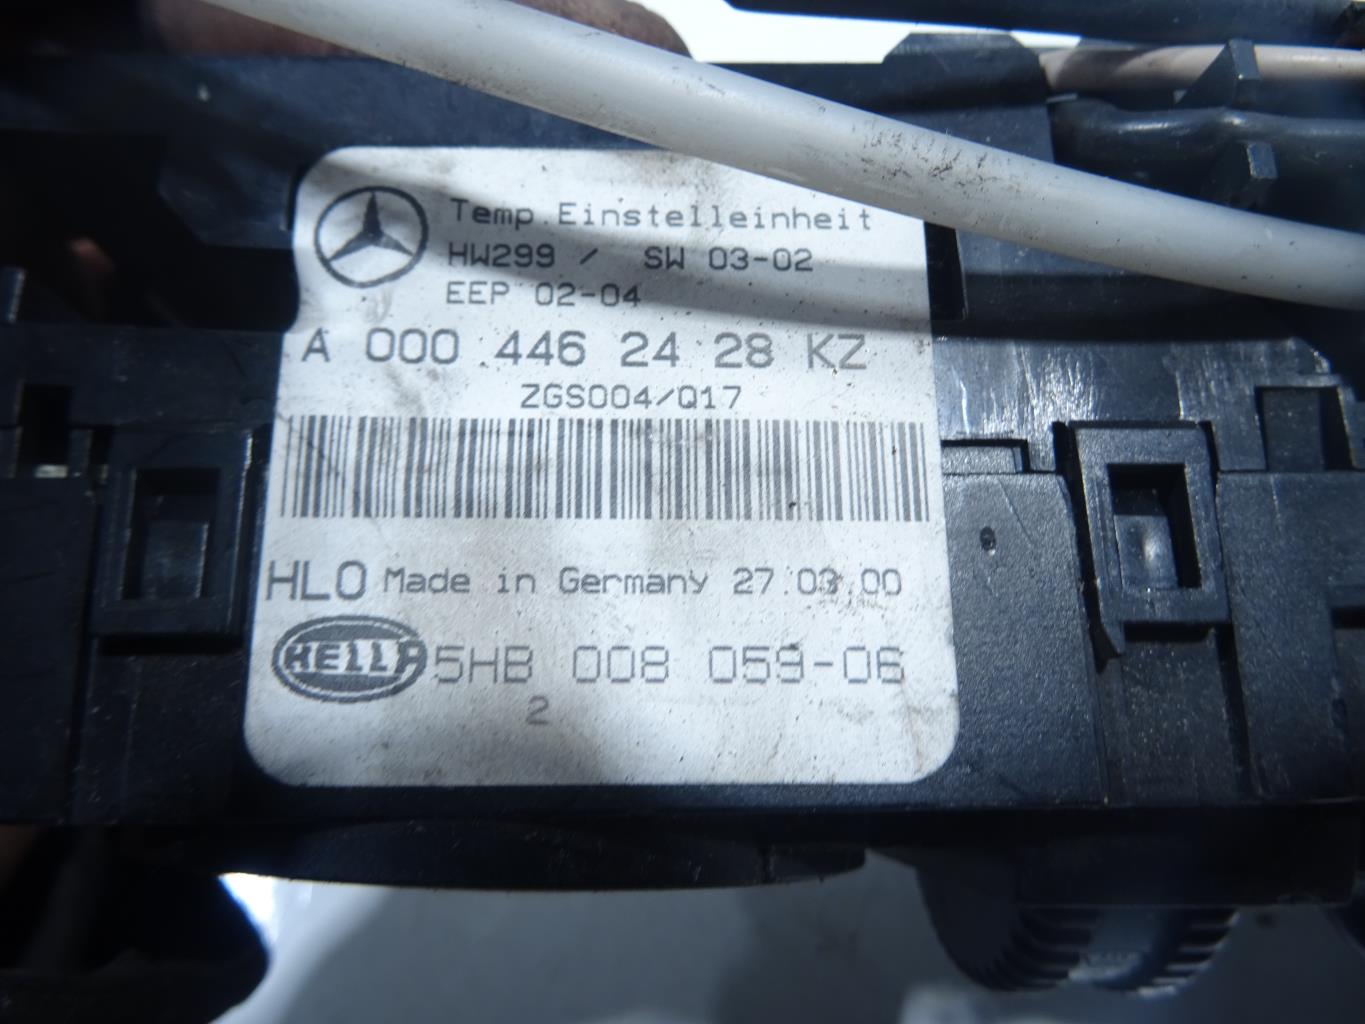 Temp.Einstelleinheit
HW299 / SW 03-02
EEP 02-04
A 000 446 24 28 KZ
ZGS004/Q17
HLO Made in Germany 27.03.00
HELLA 5HB 008 059-06
2